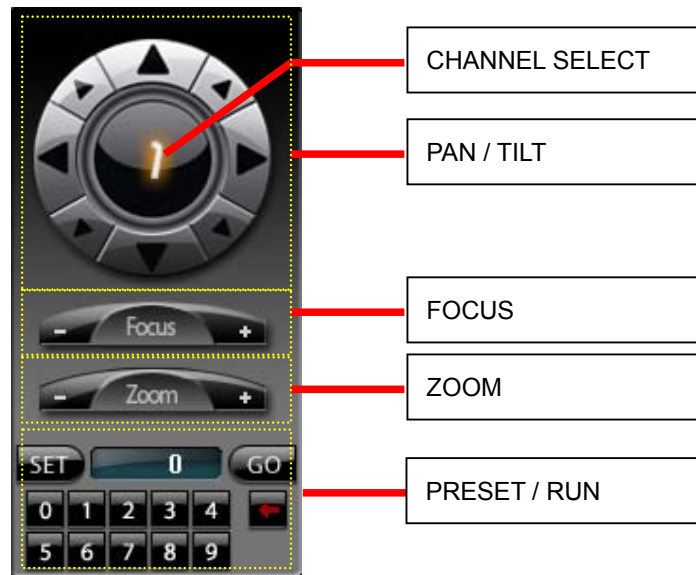 CHANNEL SELECT
1
PAN / TILT
- Focus +
FOCUS
- Zoom +
ZOOM
SET 0 GO
PRESET / RUN
0 1 2 3 4
5 6 7 8 9